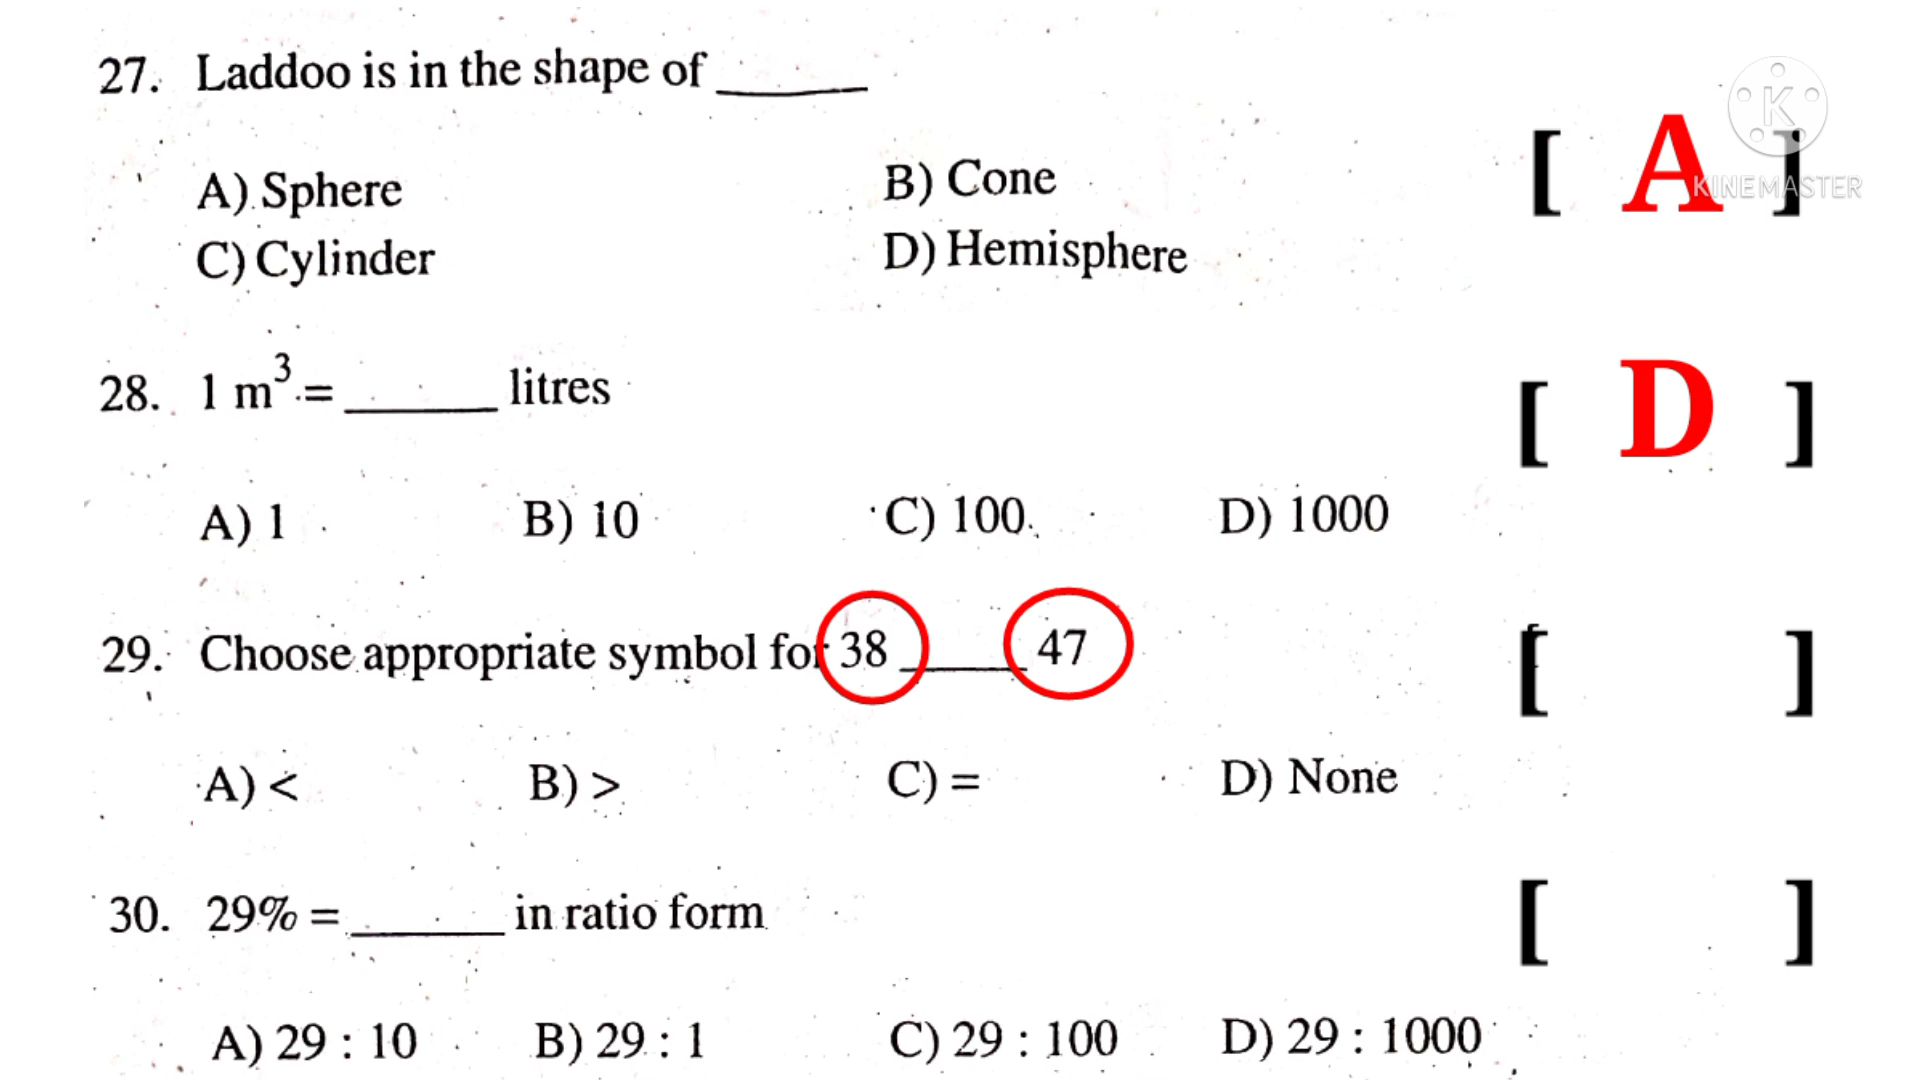 27. Laddoo is in the shape of ______
[ A ]
K
KINEMASTER
A) Sphere B) Cone
C) Cylinder D) Hemisphere
28. 1 m³ = ______ litres [ D ]
A) 1 B) 10 C) 100 D) 1000
29. Choose appropriate symbol for 38 _____ 47 [ ]
A) < B) > C) = D) None
30. 29% = ______ in ratio form [ ]
A) 29 : 10 B) 29 : 1 C) 29 : 100 D) 29 : 1000